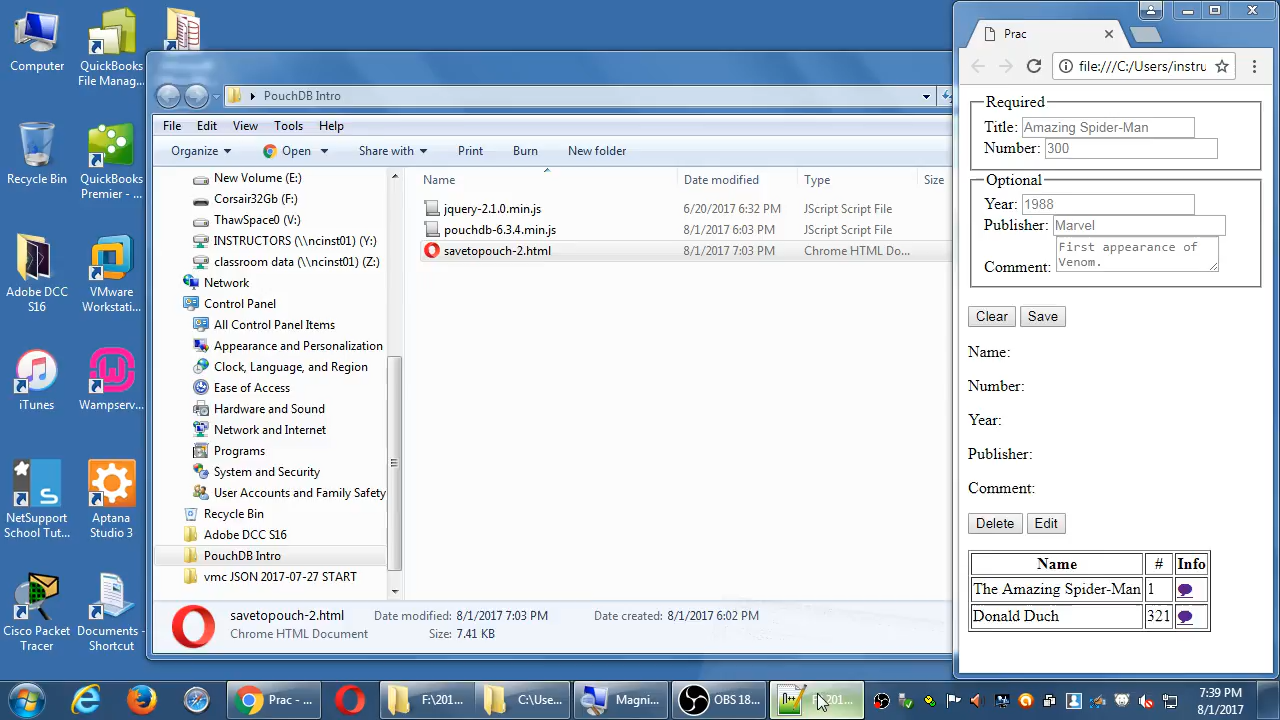 Computer
QuickBooks
File Manag...
Recycle Bin
QuickBooks
Premier - ...
Adobe DCC
S16
VMware
Workstati...
iTunes
Wampserv...
NetSupport
School Tut...
Aptana
Studio 3
Cisco Packet
Tracer
Documents -
Shortcut
PouchDB Intro
File Edit View Tools Help
Organize Open Share with Print Burn New folder
New Volume (E:)
Corsair32Gb (F:)
ThawSpace0 (V:)
INSTRUCTORS (\\ncinst01) (Y:)
classroom data (\\ncinst01) (Z:)
Network
Control Panel
All Control Panel Items
Appearance and Personalization
Clock, Language, and Region
Ease of Access
Hardware and Sound
Network and Internet
Programs
System and Security
User Accounts and Family Safety
Recycle Bin
Adobe DCC S16
PouchDB Intro
vmc JSON 2017-07-27 START
Name Date modified Type Size
jquery-2.1.0.min.js 6/20/2017 6:32 PM JScript Script File
pouchdb-6.3.4.min.js 8/1/2017 6:03 PM JScript Script File
savetopouch-2.html 8/1/2017 7:03 PM Chrome HTML Do...
savetopouch-2.html Date modified: 8/1/2017 7:03 PM Date created: 8/1/2017 6:02 PM
Chrome HTML Document Size: 7.41 KB
Prac
file:///C:/Users/instru
Required
Title: Amazing Spider-Man
Number: 300
Optional
Year: 1988
Publisher: Marvel
First appearance of
Comment: Venom.
Clear Save
Name:
Number:
Year:
Publisher:
Comment:
Delete Edit
Name # Info
The Amazing Spider-Man 1
Donald Duch 321
Prac - ... F:\201... C:\Use... Magni... OBS 18.... F:\201...
7:39 PM
8/1/2017